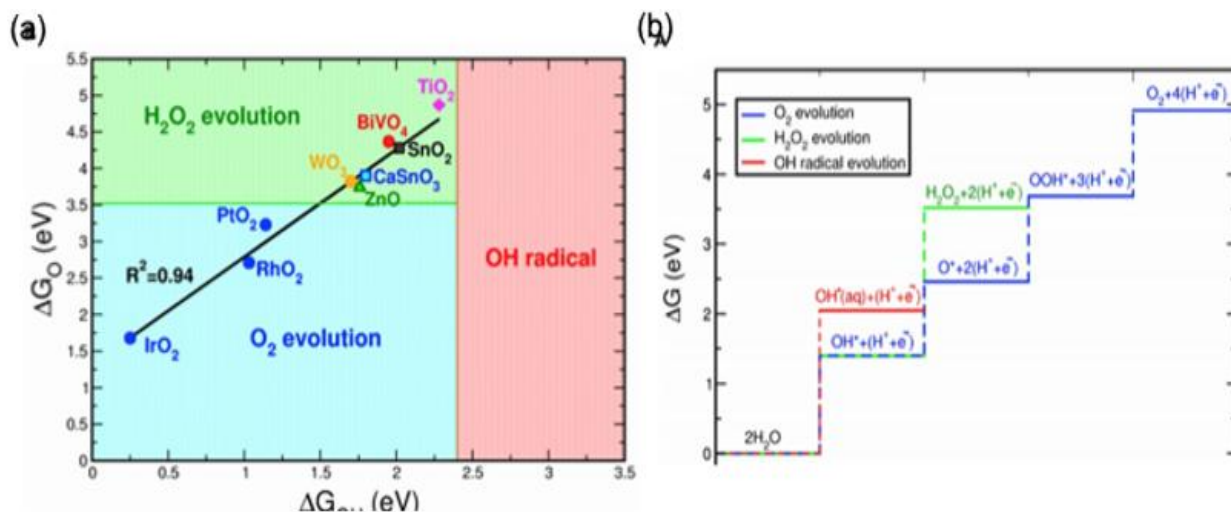 (a)
5.5
5
4.5
4
3.5
3
2.5
2
1.5
1
0.5
0
ΔG_O (eV)
H₂O₂ evolution
TiO₂
BiVO₄
SnO₂
WO₃
CaSnO₃
ZnO
PtO₂
RhO₂
R²=0.94
IrO₂
O₂ evolution
OH radical
0 0.5 1 1.5 2 2.5 3 3.5
ΔG (eV)
(b)
5
4
3
2
1
0
ΔG (eV)
O₂ evolution
H₂O₂ evolution
OH radical evolution
O₂+4(H⁺+e⁻)
OOH*+3(H⁺+e⁻)
H₂O₂+2(H⁺+e⁻)
O*+2(H⁺+e⁻)
OH•(aq)+(H⁺+e⁻)
OH*+(H⁺+e⁻)
2H₂O